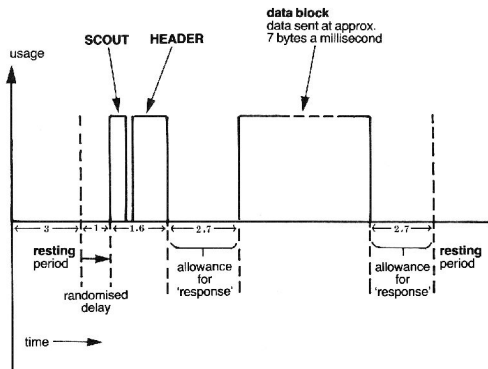 data block
data sent at approx.
7 bytes a millisecond
SCOUT HEADER
usage
3 1 1.6 2.7 2.7
resting
period
randomised
delay
allowance
for
'response'
allowance
for
'response'
resting
period
time